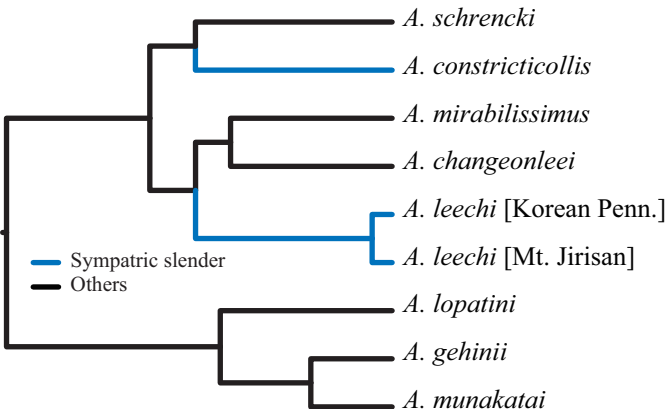 A. schrencki
A. constricticollis
A. mirabilissimus
A. changeonleei
A. leechi [Korean Penn.]
A. leechi [Mt. Jirisan]
Sympatric slender
Others
A. lopatini
A. gehinii
A. munakatai